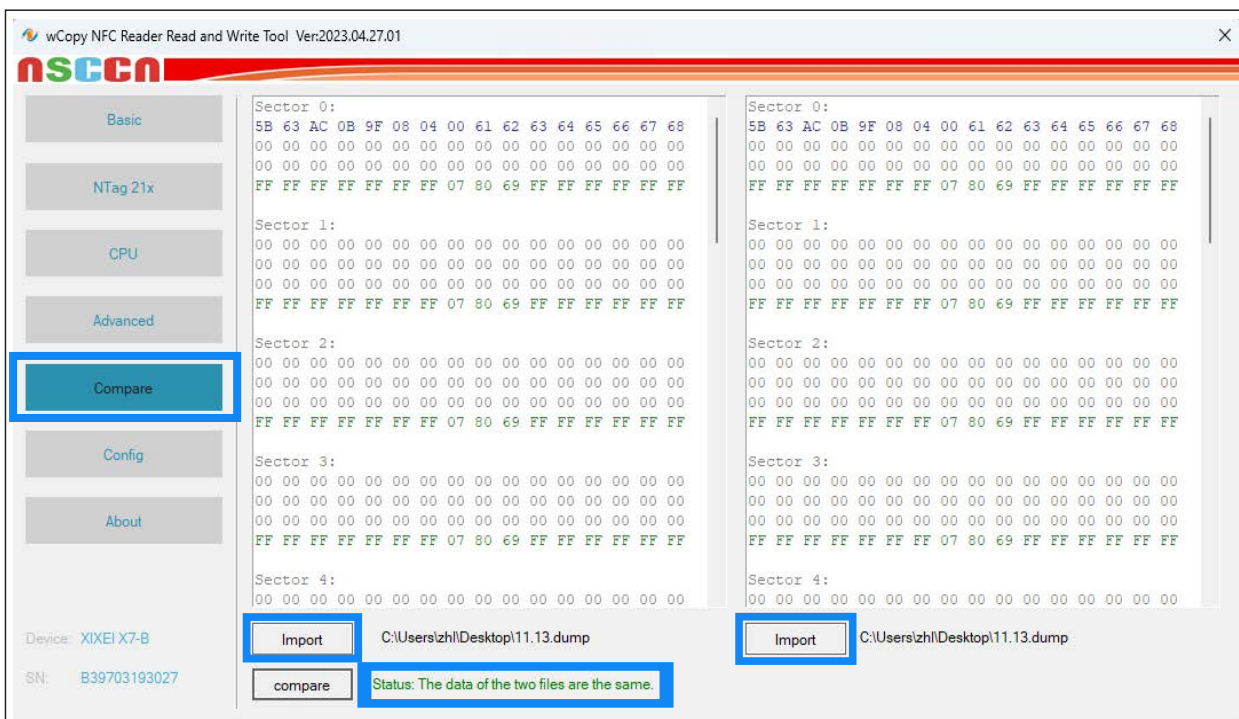 wCopy NFC Reader Read and Write Tool Ver:2023.04.27.01
nsccn
Basic
NTag 21x
CPU
Advanced
Compare
Config
About
Device: XIXEI X7-B
SN: B39703193027
Sector 0:
5B 63 AC 0B 9F 08 04 00 61 62 63 64 65 66 67 68
00 00 00 00 00 00 00 00 00 00 00 00 00 00 00 00
00 00 00 00 00 00 00 00 00 00 00 00 00 00 00 00
FF FF FF FF FF FF FF 07 80 69 FF FF FF FF FF FF
Sector 1:
00 00 00 00 00 00 00 00 00 00 00 00 00 00 00 00
00 00 00 00 00 00 00 00 00 00 00 00 00 00 00 00
00 00 00 00 00 00 00 00 00 00 00 00 00 00 00 00
FF FF FF FF FF FF FF 07 80 69 FF FF FF FF FF FF
Sector 2:
00 00 00 00 00 00 00 00 00 00 00 00 00 00 00 00
00 00 00 00 00 00 00 00 00 00 00 00 00 00 00 00
00 00 00 00 00 00 00 00 00 00 00 00 00 00 00 00
FF FF FF FF FF FF FF 07 80 69 FF FF FF FF FF FF
Sector 3:
00 00 00 00 00 00 00 00 00 00 00 00 00 00 00 00
00 00 00 00 00 00 00 00 00 00 00 00 00 00 00 00
00 00 00 00 00 00 00 00 00 00 00 00 00 00 00 00
FF FF FF FF FF FF FF 07 80 69 FF FF FF FF FF FF
Sector 4:
00 00 00 00 00 00 00 00 00 00 00 00 00 00 00 00
Import C:\Users\zhl\Desktop\11.13.dump
compare Status: The data of the two files are the same.
Sector 0:
5B 63 AC 0B 9F 08 04 00 61 62 63 64 65 66 67 68
00 00 00 00 00 00 00 00 00 00 00 00 00 00 00 00
00 00 00 00 00 00 00 00 00 00 00 00 00 00 00 00
FF FF FF FF FF FF FF 07 80 69 FF FF FF FF FF FF
Sector 1:
00 00 00 00 00 00 00 00 00 00 00 00 00 00 00 00
00 00 00 00 00 00 00 00 00 00 00 00 00 00 00 00
00 00 00 00 00 00 00 00 00 00 00 00 00 00 00 00
FF FF FF FF FF FF FF 07 80 69 FF FF FF FF FF FF
Sector 2:
00 00 00 00 00 00 00 00 00 00 00 00 00 00 00 00
00 00 00 00 00 00 00 00 00 00 00 00 00 00 00 00
00 00 00 00 00 00 00 00 00 00 00 00 00 00 00 00
FF FF FF FF FF FF FF 07 80 69 FF FF FF FF FF FF
Sector 3:
00 00 00 00 00 00 00 00 00 00 00 00 00 00 00 00
00 00 00 00 00 00 00 00 00 00 00 00 00 00 00 00
00 00 00 00 00 00 00 00 00 00 00 00 00 00 00 00
FF FF FF FF FF FF FF 07 80 69 FF FF FF FF FF FF
Sector 4:
00 00 00 00 00 00 00 00 00 00 00 00 00 00 00 00
Import C:\Users\zhl\Desktop\11.13.dump